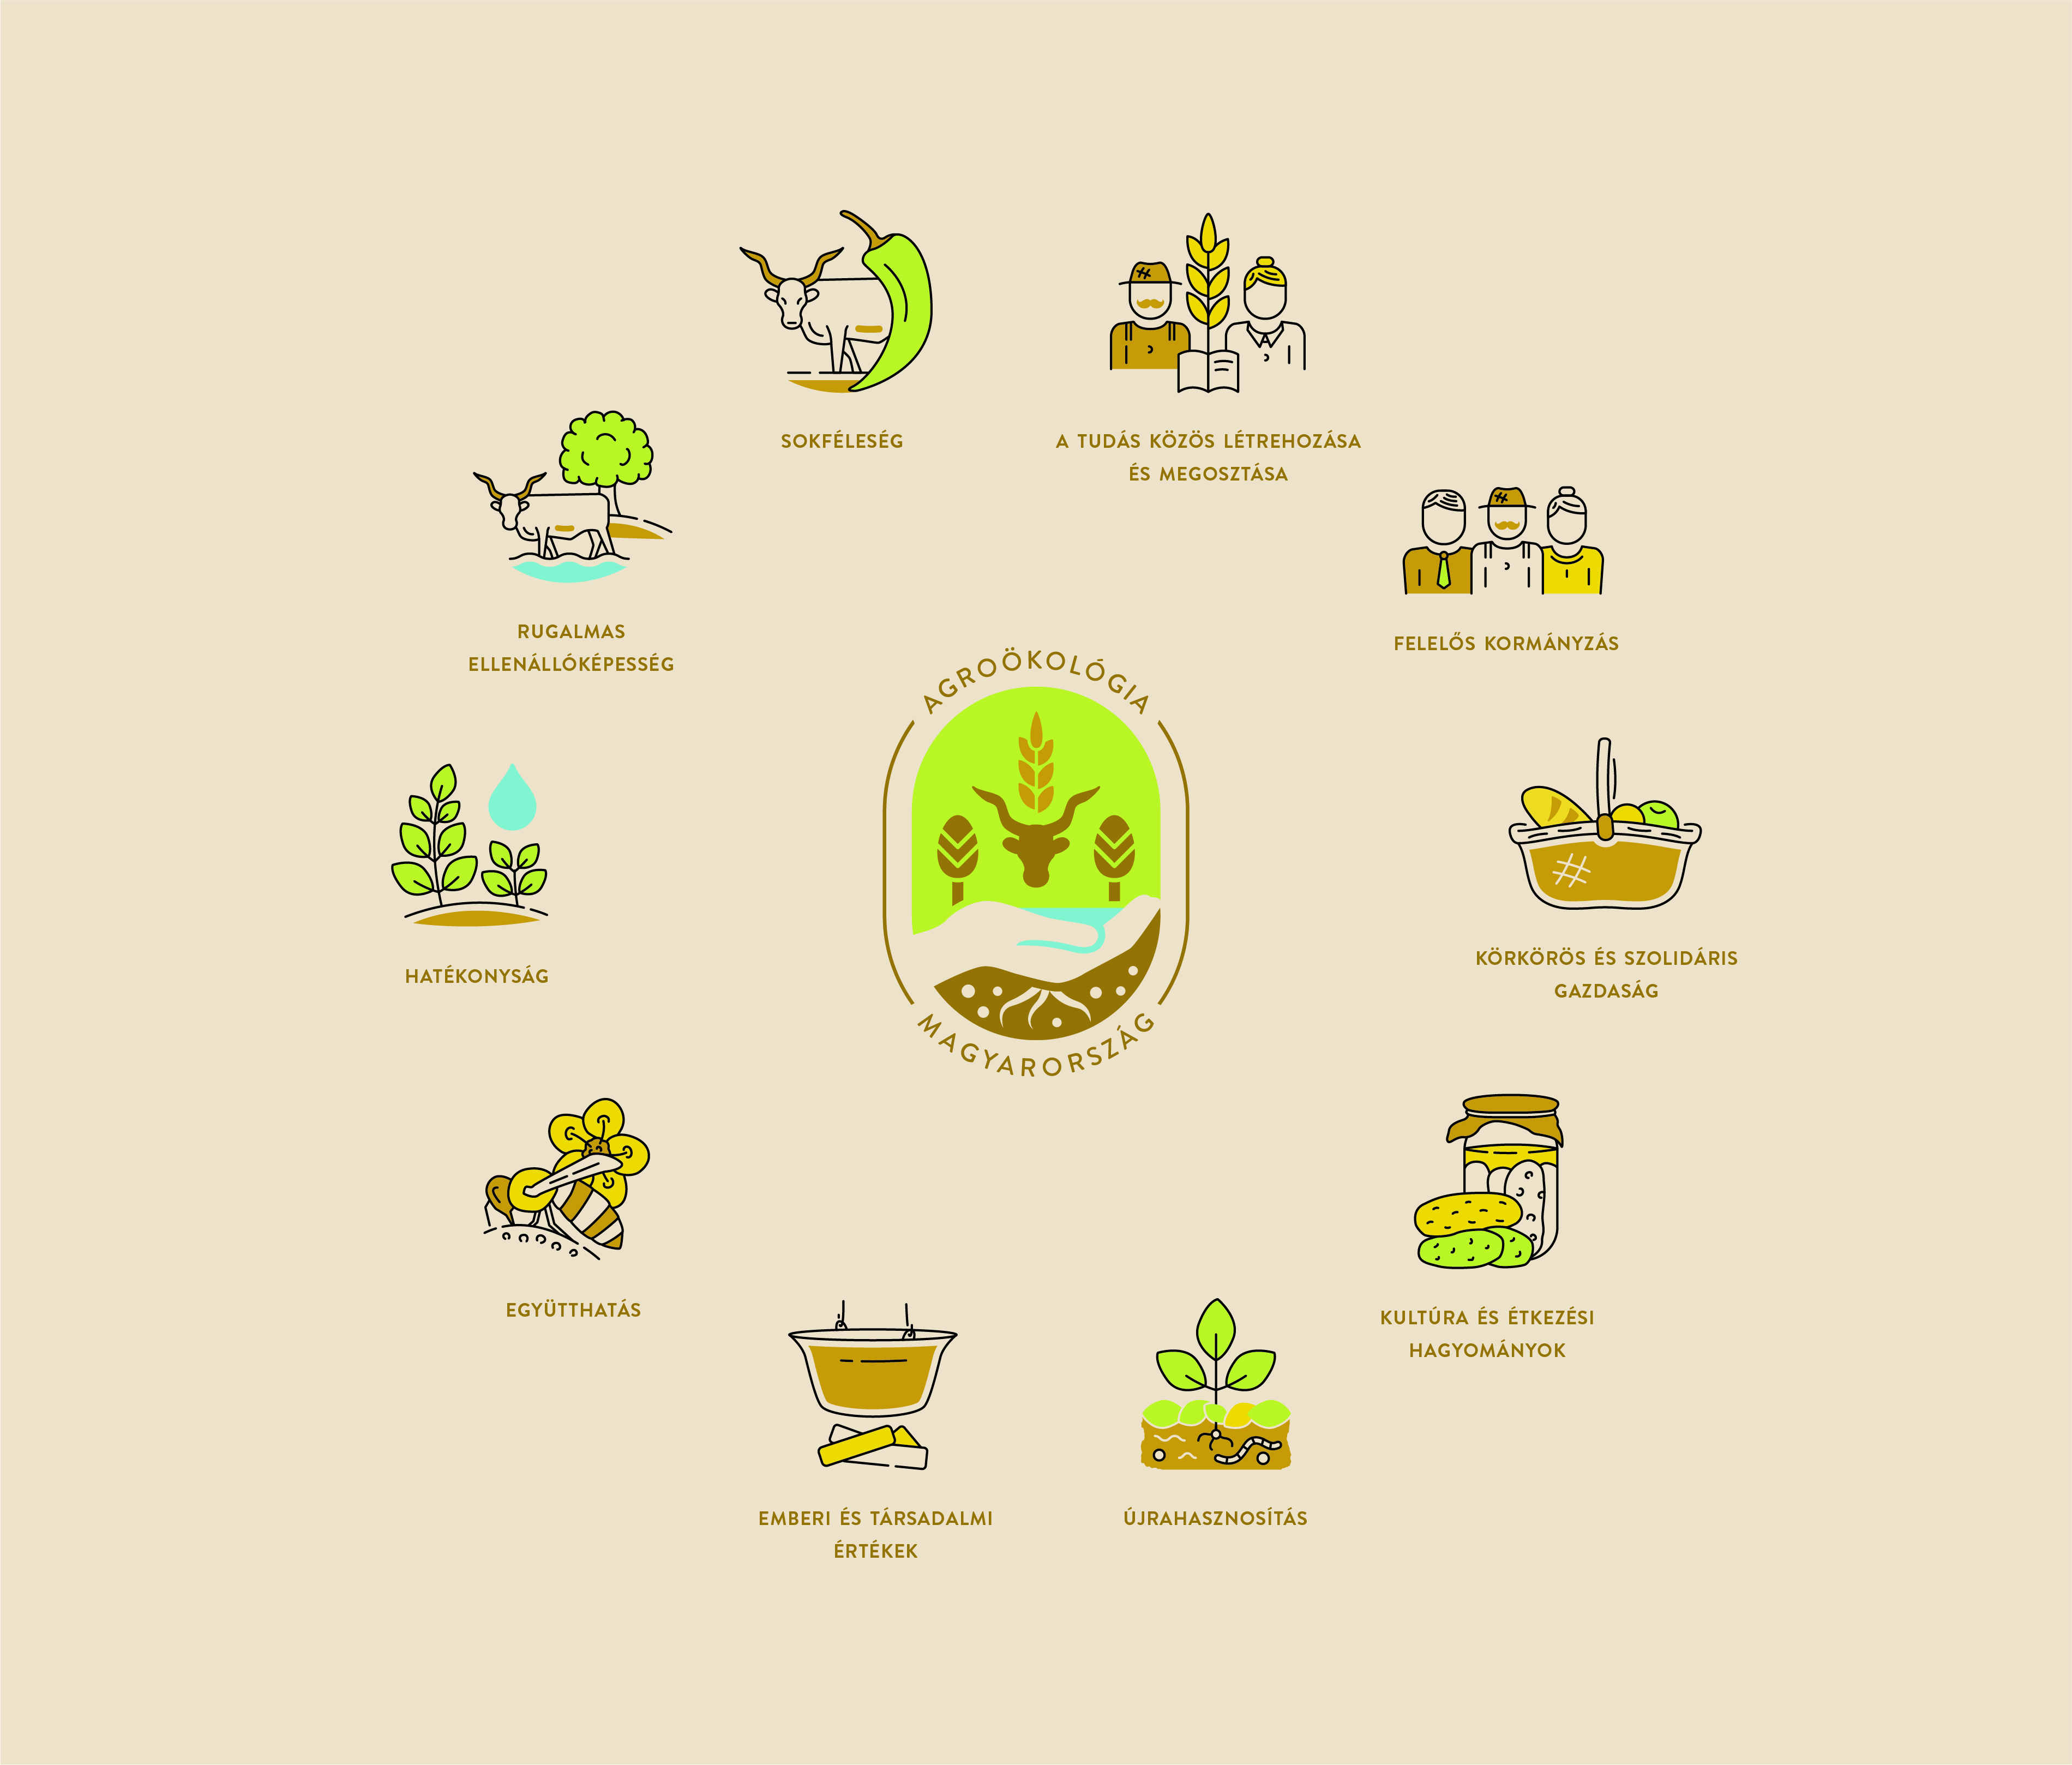 SOKFÉLESÉG
A TUDÁS KÖZÖS LÉTREHOZÁSA
ÉS MEGOSZTÁSA
FELELŐS KORMÁNYZÁS
KÖRKÖRÖS ÉS SZOLIDÁRIS
GAZDASÁG
KULTÚRA ÉS ÉTKEZÉSI
HAGYOMÁNYOK
ÚJRAHASZNOSÍTÁS
EMBERI ÉS TÁRSADALMI
ÉRTÉKEK
EGYÜTTHATÁS
HATÉKONYSÁG
RUGALMAS
ELLENÁLLÓKÉPESSÉG
AGROÖKOLÓGIA
MAGYARORSZÁG